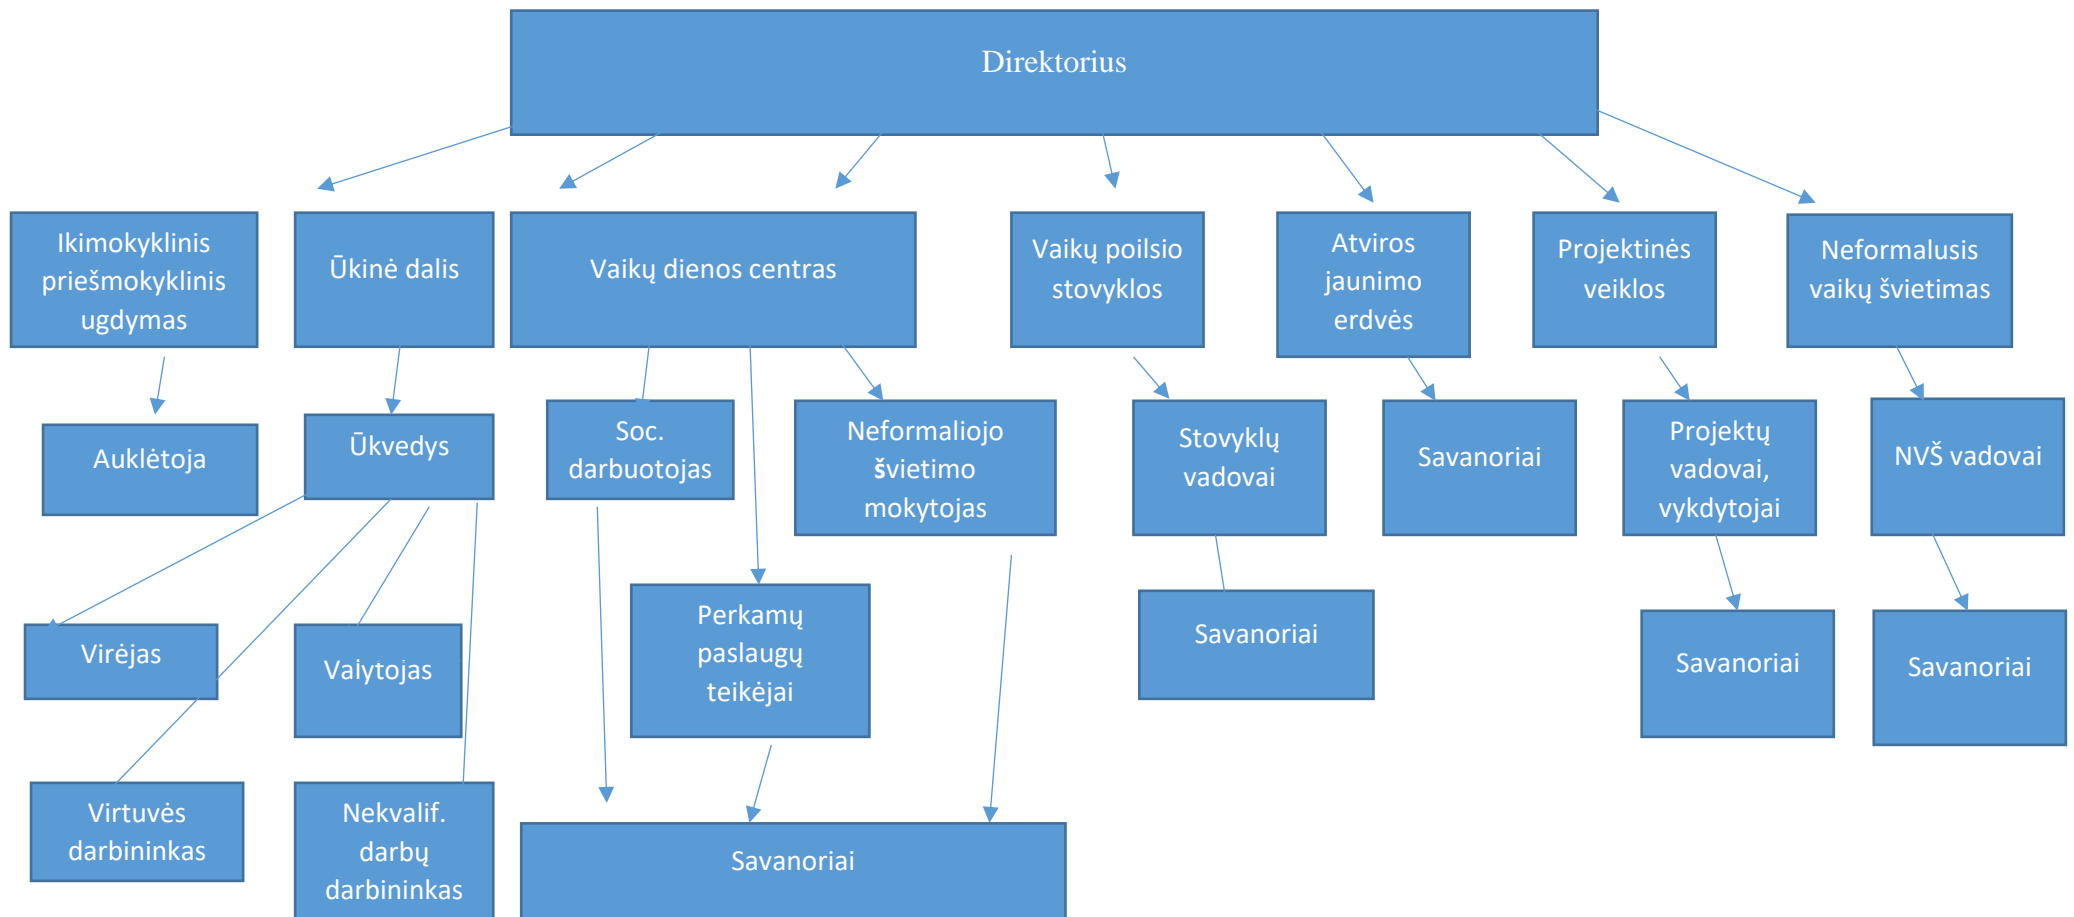 Direktorius
Ikimokyklinis
priešmokyklinis
ugdymas
Ūkinė dalis
Vaikų dienos centras
Vaikų poilsio
stovyklos
Atviros
jaunimo
erdvės
Projektinės
veiklos
Neformalusis
vaikų švietimas
Auklėtoja
Ūkvedys
Soc.
darbuotojas
Neformaliojo
švietimo
mokytojas
Stovyklų
vadovai
Savanoriai
Projektų
vadovai,
vykdytojai
NVŠ vadovai
Virėjas
Valytojas
Perkamų
paslaugų
teikėjai
Savanoriai
Savanoriai
Savanoriai
Virtuvės
darbininkas
Nekvalif.
darbų
darbininkas
Savanoriai